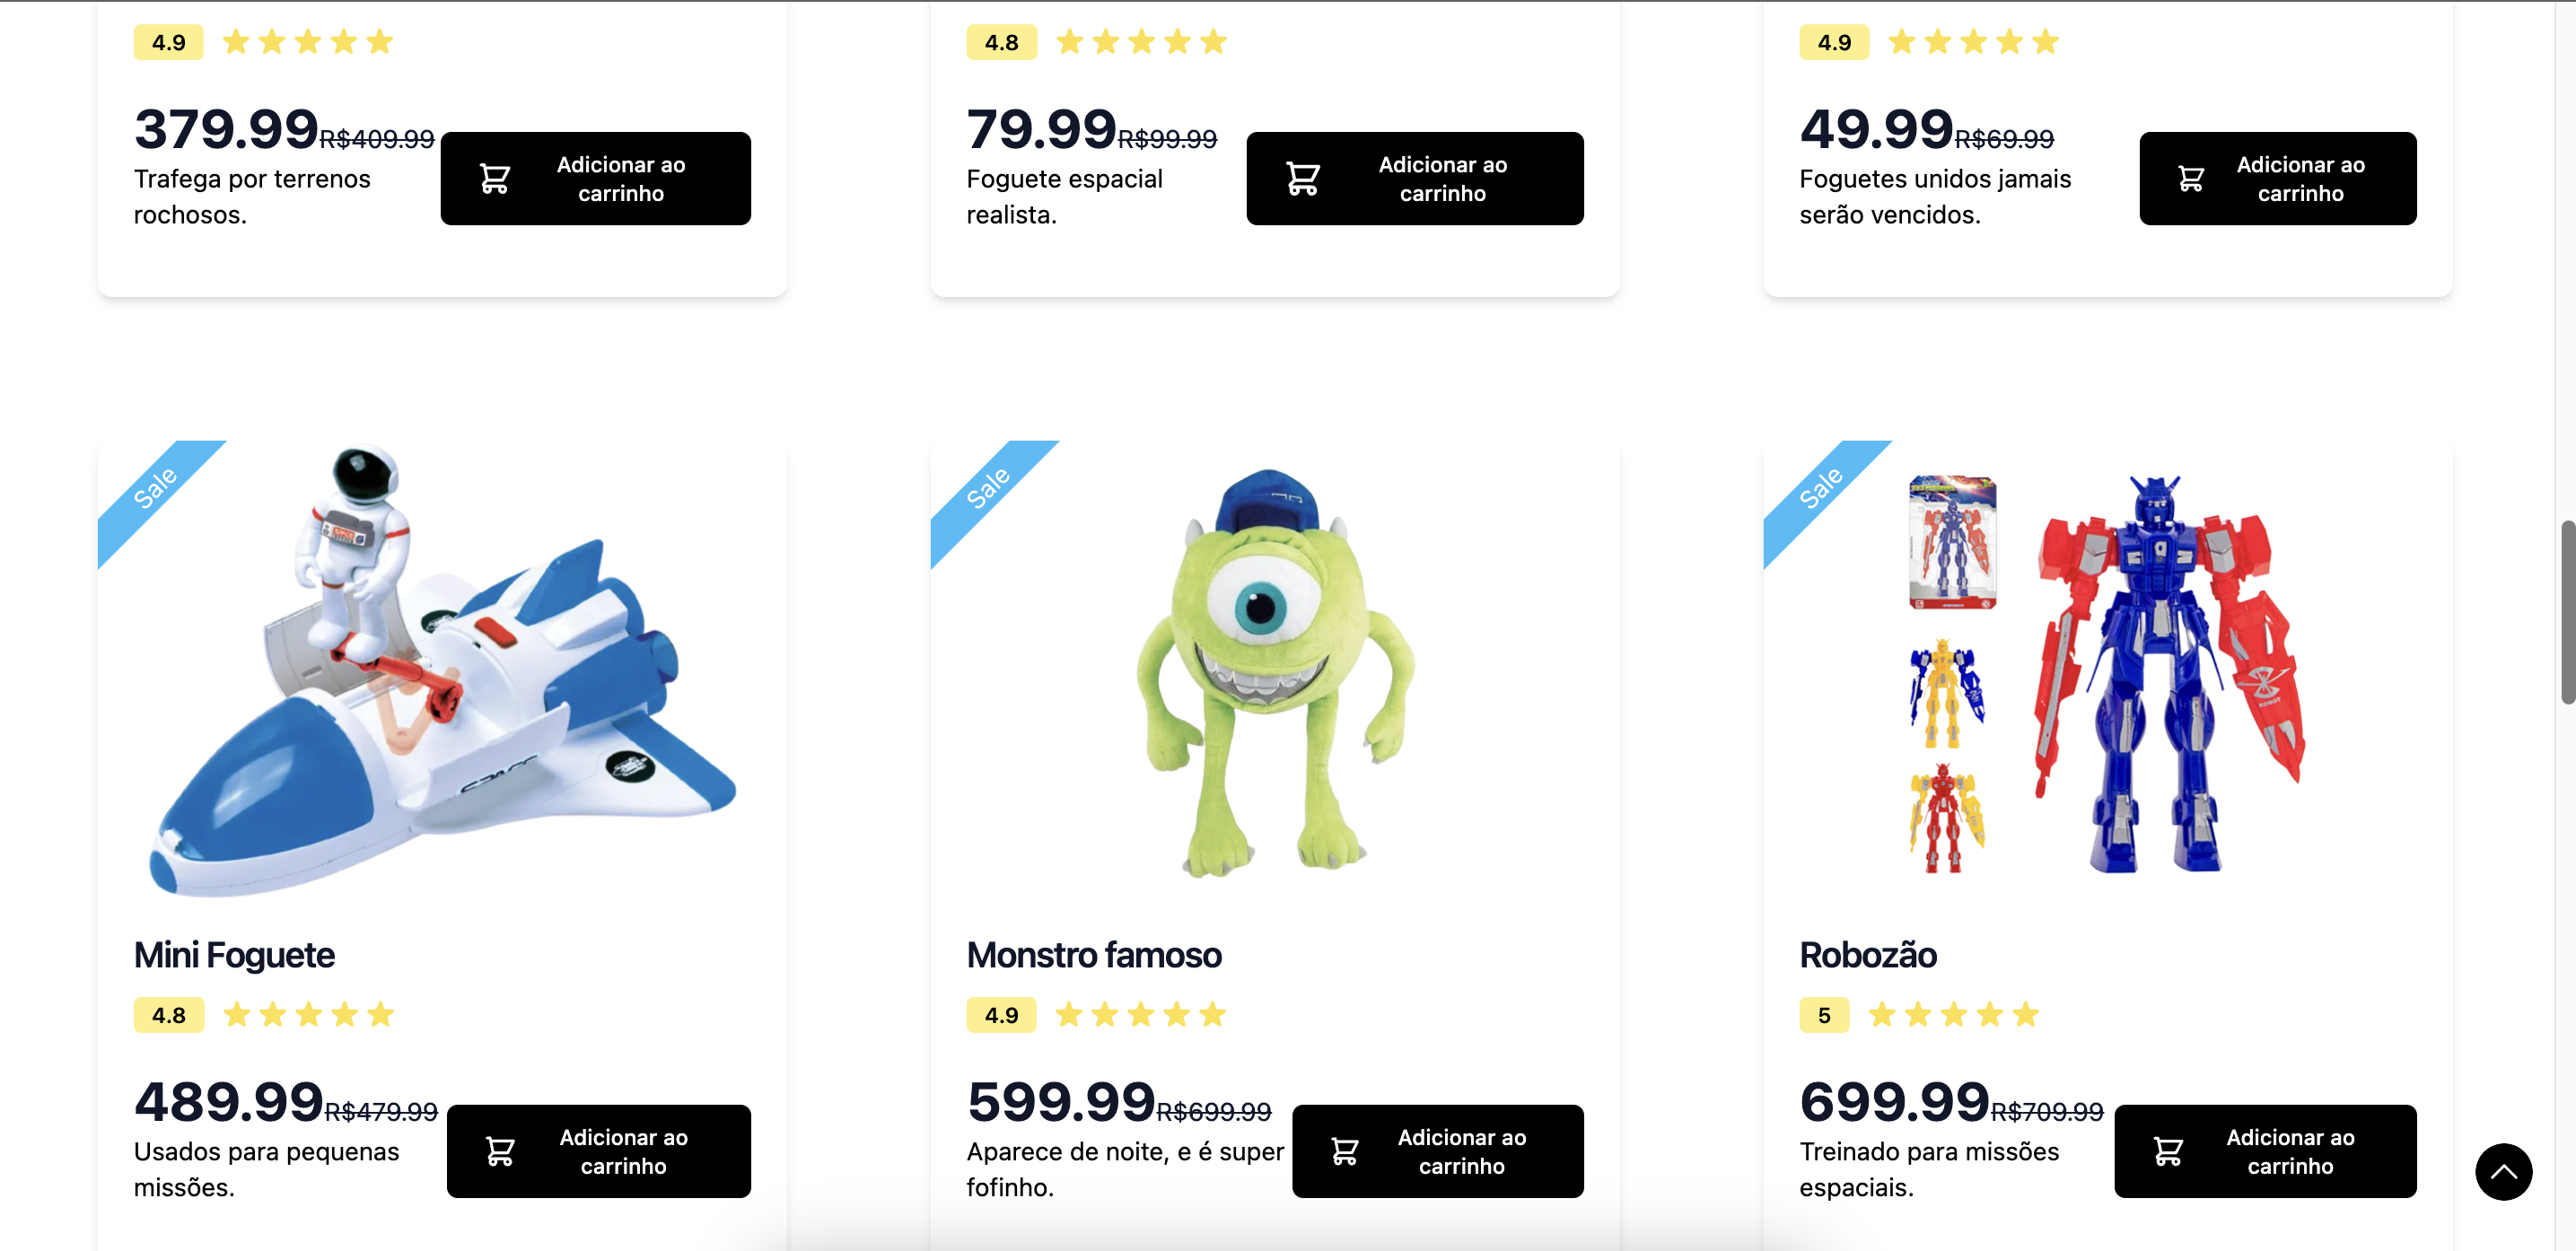 4.9
379.99 R$409.99
Trafega por terrenos
rochosos.
Adicionar ao
carrinho
4.8
79.99 R$99.99
Foguete espacial
realista.
Adicionar ao
carrinho
4.9
49.99 R$69.99
Foguetes unidos jamais
serão vencidos.
Adicionar ao
carrinho
Sale
SPACE
Mini Foguete
4.8
489.99 R$479.99
Usados para pequenas
missões.
Adicionar ao
carrinho
Sale
Monstro famoso
4.9
599.99 R$699.99
Aparece de noite, e é super
fofinho.
Adicionar ao
carrinho
Sale
ROBOT
Robozão
5
699.99 R$709.99
Treinado para missões
espaciais.
Adicionar ao
carrinho